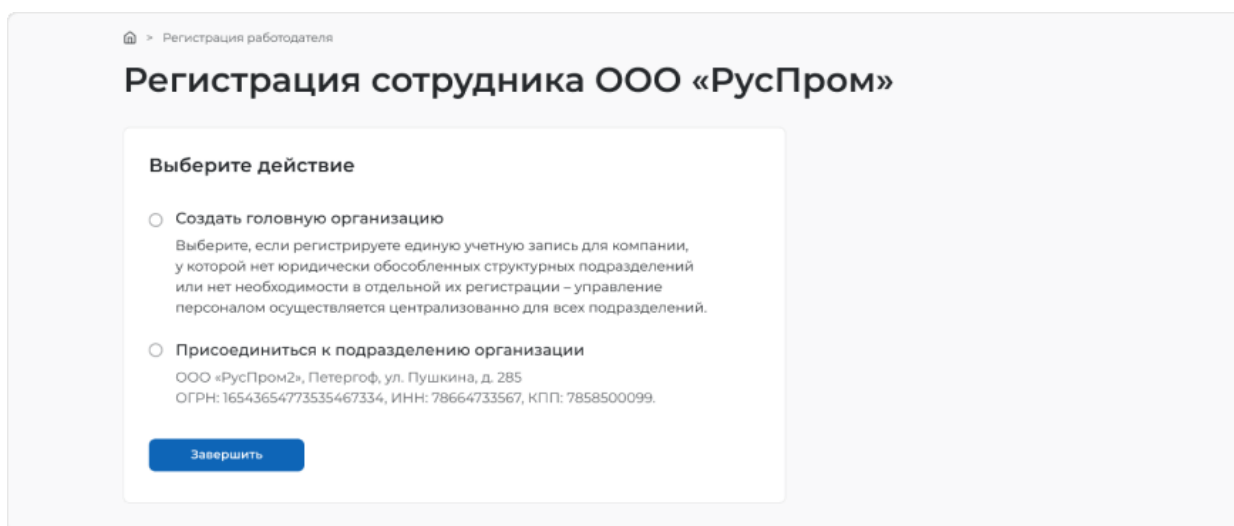 > Регистрация работодателя
Регистрация сотрудника ООО «РусПром»
Выберите действие
Создать головную организацию
Выберите, если регистрируете единую учетную запись для компании,
у которой нет юридически обособленных структурных подразделений
или нет необходимости в отдельной их регистрации – управление
персоналом осуществляется централизованно для всех подразделений.
Присоединиться к подразделению организации
ООО «РусПром2», Петергоф, ул. Пушкина, д. 285
ОГРН: 16543654773535467334, ИНН: 78664733567, КПП: 7858500099.
Завершить